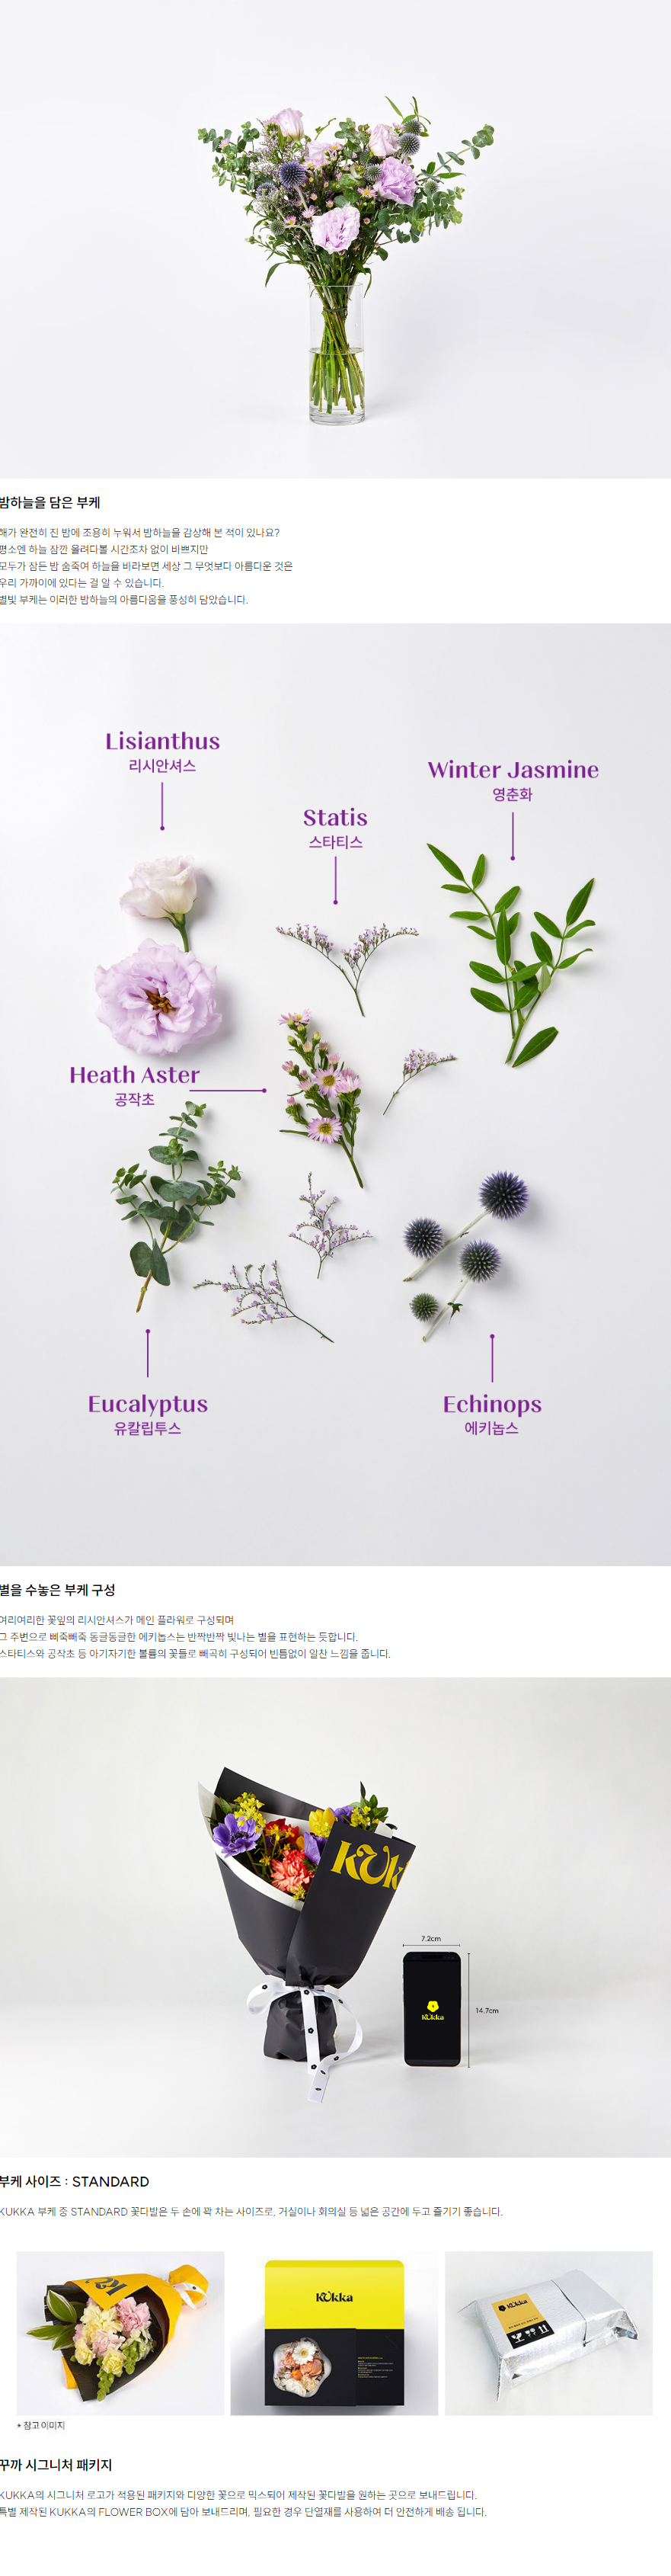 밤하늘을 담은 부케
해가 완전히 진 밤에 조용히 누워서 밤하늘을 감상해 본 적이 있나요?
평소엔 하늘 잠깐 올려다볼 시간조차 없이 바쁘지만
모두가 잠든 밤 숨죽여 하늘을 바라보면 세상 그 무엇보다 아름다운 것은
우리 가까이에 있다는 걸 알 수 있습니다.
별빛 부케는 이러한 밤하늘의 아름다움을 풍성히 담았습니다.
Lisianthus
리시안셔스
Winter Jasmine
영춘화
Statis
스타티스
Heath Aster
공작초
Eucalyptus
유칼립투스
Echinops
에키놉스
별을 수놓은 부케 구성
여리여리한 꽃잎의 리시안셔스가 메인 플라워로 구성되며
그 주변으로 삐죽빼죽 동글동글한 에키놉스는 반짝반짝 빛나는 별을 표현하는 듯합니다.
스타티스와 공작초 등 아기자기한 볼륨의 꽃들로 빼곡히 구성되어 빈틈없이 알찬 느낌을 줍니다.
Kuk
7.2cm
Kukka
14.7cm
부케 사이즈 : STANDARD
KUKKA 부케 중 STANDARD 꽃다발은 두 손에 꽉 차는 사이즈로, 거실이나 회의실 등 넓은 공간에 두고 즐기기 좋습니다.
Kukka
Kukka
* 참고 이미지
꾸까 시그니처 패키지
KUKKA의 시그니처 로고가 적용된 패키지와 다양한 꽃으로 믹스되어 제작된 꽃다발을 원하는 곳으로 보내드립니다.
특별 제작된 KUKKA의 FLOWER BOX에 담아 보내드리며, 필요한 경우 단열재를 사용하여 더 안전하게 배송 됩니다.